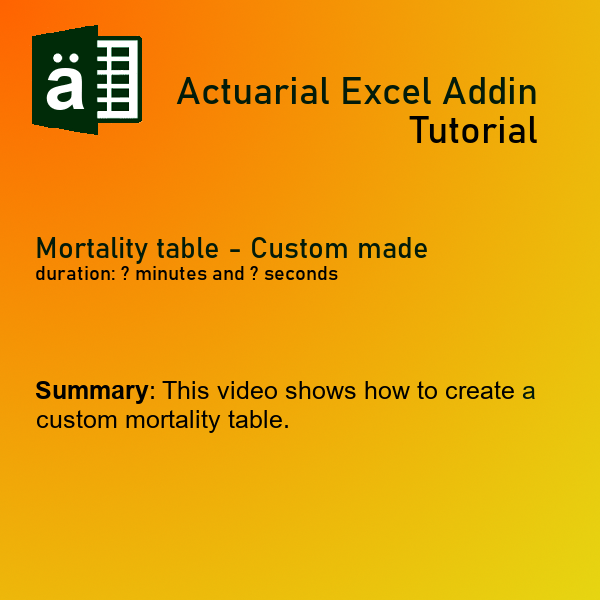 ä
Actuarial Excel Addin
Tutorial
Mortality table - Custom made
duration: ? minutes and ? seconds
Summary: This video shows how to create a
custom mortality table.